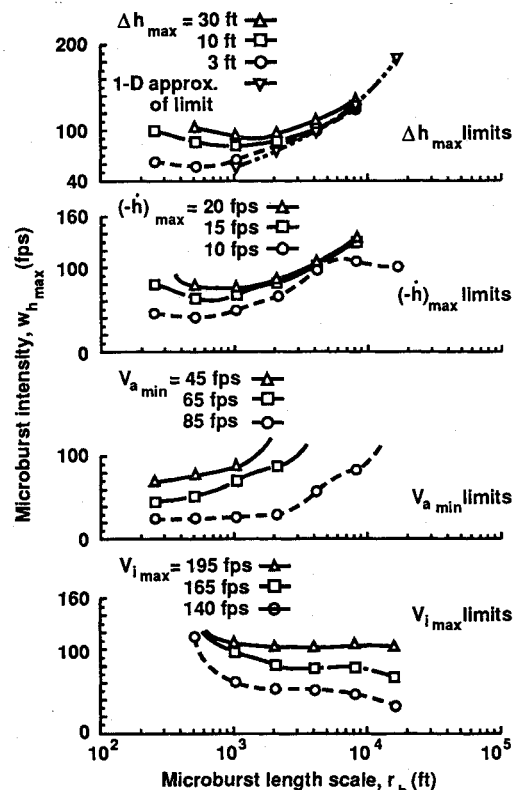 Δh max = 30 ft
10 ft
3 ft
1-D approx. of limit
200
100
40
Δh max limits
(-ḣ) max = 20 fps
15 fps
10 fps
160
100
0
(-ḣ) max limits
Microburst intensity, w h max (fps)
V a min = 45 fps
65 fps
85 fps
100
0
V a min limits
V i max = 195 fps
165 fps
140 fps
160
100
0
V i max limits
10² 10³ 10⁴ 10⁵
Microburst length scale, r h (ft)